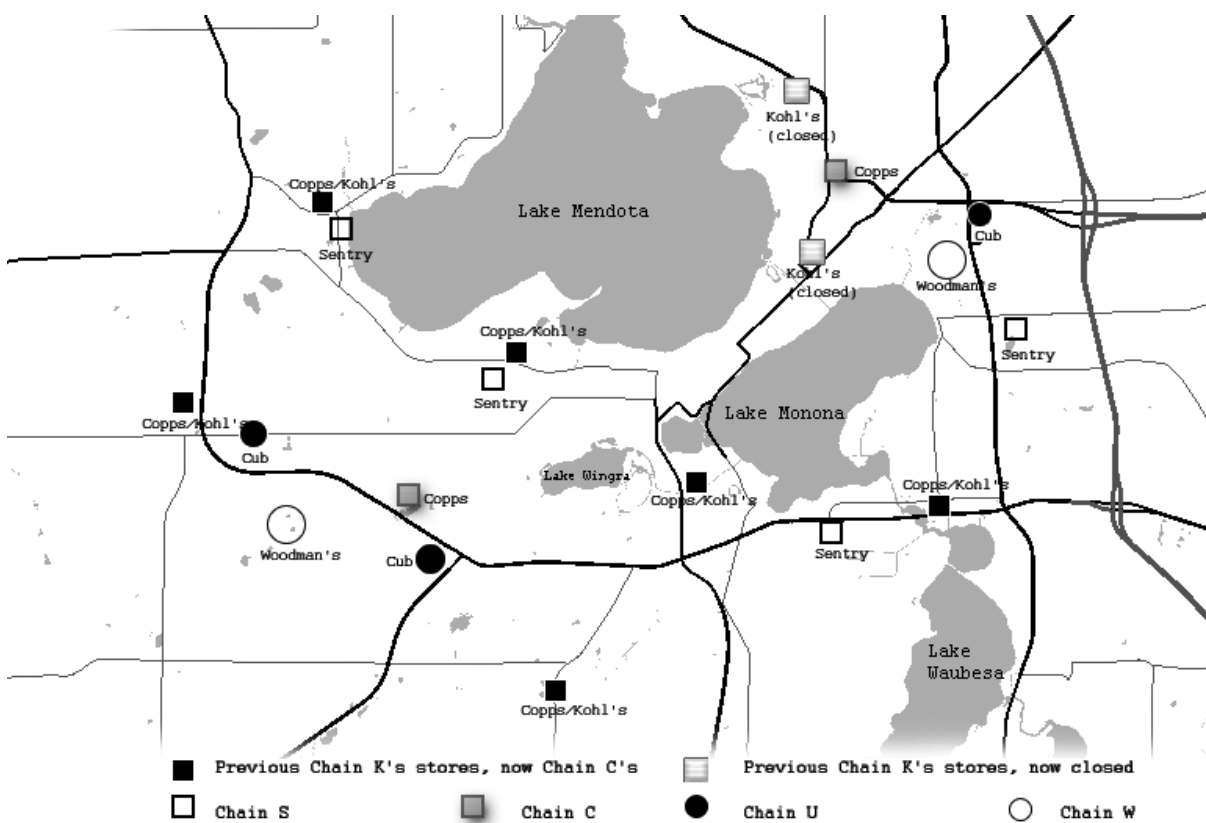 Kohl's
(closed)
Copps
Copps/Kohl's
Lake Mendota
Cub
Sentry
Kohl's
(closed)
Woodman's
Copps/Kohl's
Sentry
Sentry
Copps/Kohl's
Lake Monona
Cub
Lake Wingra
Copps/Kohl's
Copps/Kohl's
Copps
Woodman's
Cub
Sentry
Lake
Waubesa
Copps/Kohl's
Previous Chain K's stores, now Chain C's
Previous Chain K's stores, now closed
Chain S
Chain C
Chain U
Chain W